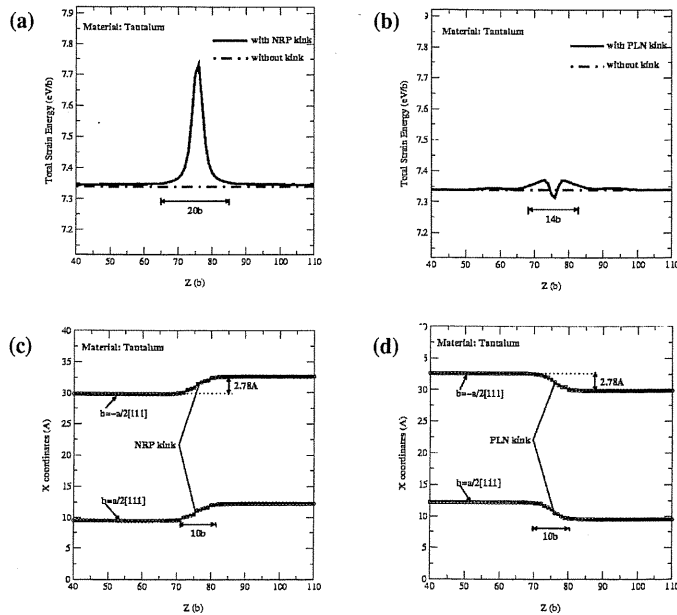 (a)
Material: Tantalum
with NRP kink
without kink
Total Strain Energy (eV/b)
7.9
7.8
7.7
7.6
7.5
7.4
7.3
7.2
20b
40 50 60 70 80 90 100 110
Z (b)
(b)
Material: Tantalum
with PLN kink
without kink
Total Strain Energy (eV/b)
7.9
7.8
7.7
7.6
7.5
7.4
7.3
7.2
14b
40 50 60 70 80 90 100 110
Z (b)
(c)
Material: Tantalum
X coordinates (A)
40
35
30
25
20
15
10
5
0
2.78A
b=-a/2[111]
NRP kink
b=a/2[111]
10b
40 50 60 70 80 90 100 110
Z (b)
(d)
Material: Tantalum
X coordinates (A)
5
30
25
20
15
10
5
0
2.78A
b=-a/2[111]
PLN kink
b=a/2[111]
10b
40 50 60 70 80 90 100 110
Z (b)